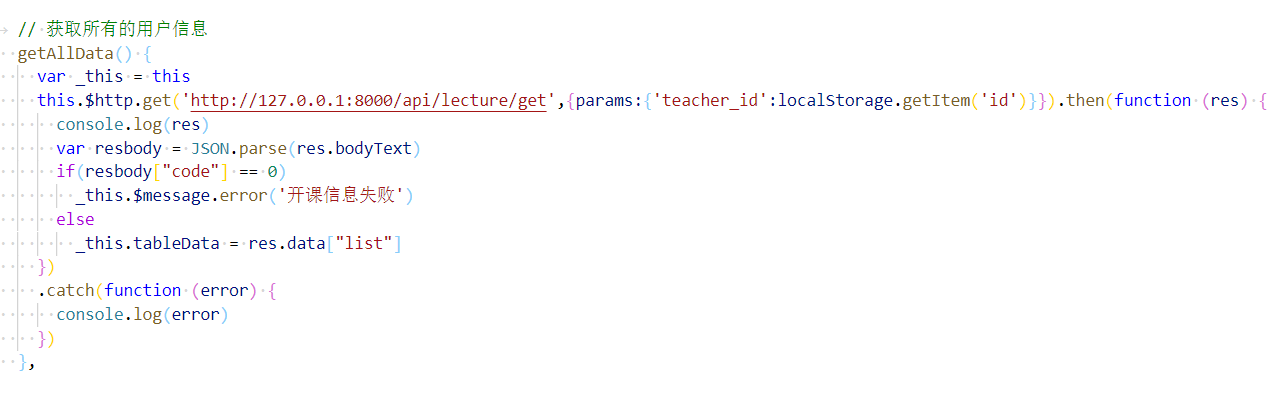 // 获取所有的用户信息
getAllData() {
var _this = this
this.$http.get('http://127.0.0.1:8000/api/lecture/get',{params:{'teacher_id':localStorage.getItem('id')}}).then(function (res) {
console.log(res)
var resbody = JSON.parse(res.bodyText)
if(resbody["code"] == 0)
_this.$message.error('开课信息失败')
else
_this.tableData = res.data["list"]
})
.catch(function (error) {
console.log(error)
})
},